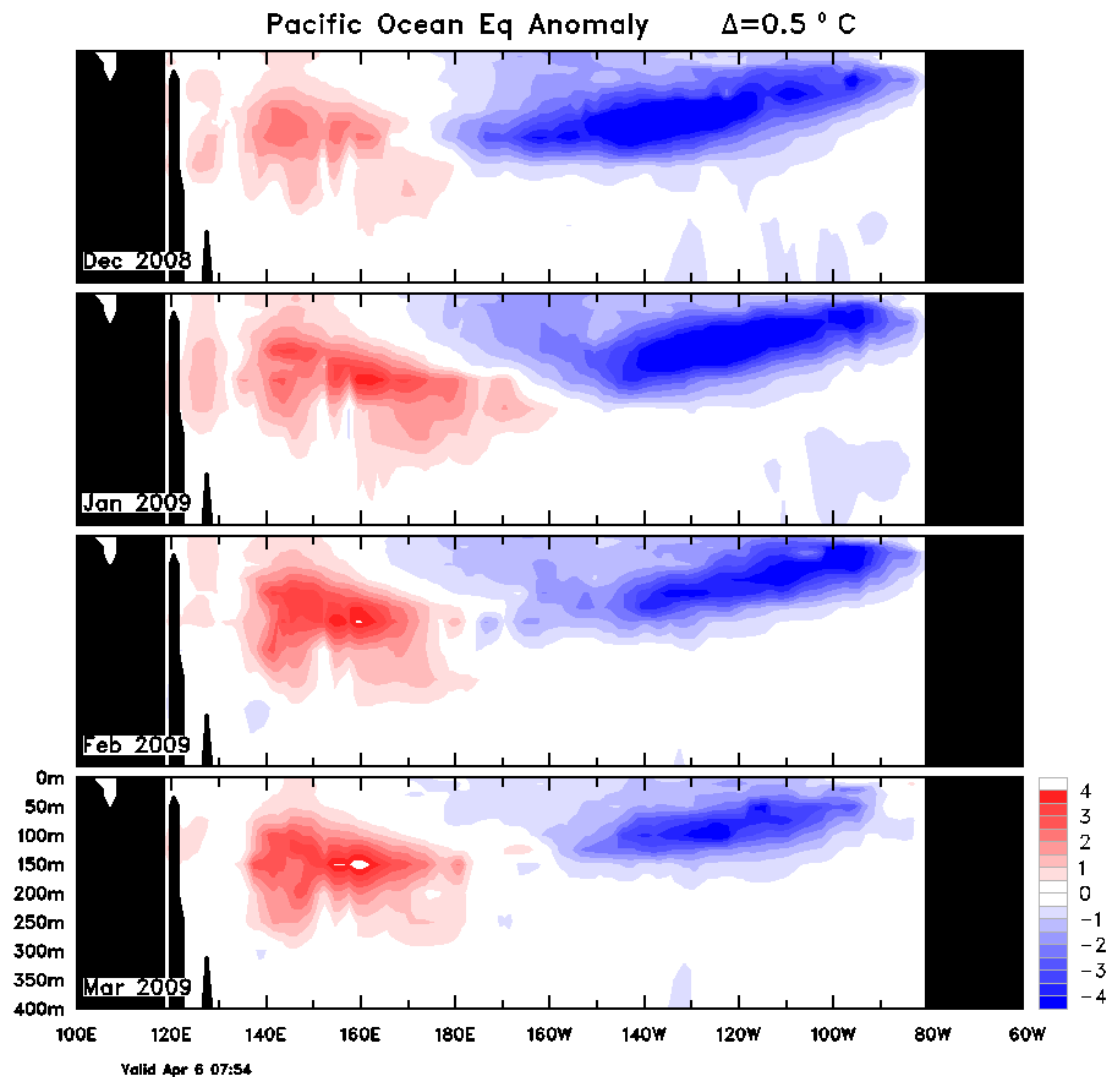 Pacific Ocean Eq Anomaly Δ=0.5 ° C
Dec 2008
Jan 2009
Feb 2009
0m
50m
100m
150m
200m
250m
300m
350m
400m
Mar 2009
4
3
2
1
0
-1
-2
-3
-4
100E 120E 140E 160E 180E 160W 140W 120W 100W 80W 60W
Valid Apr 6 07:54